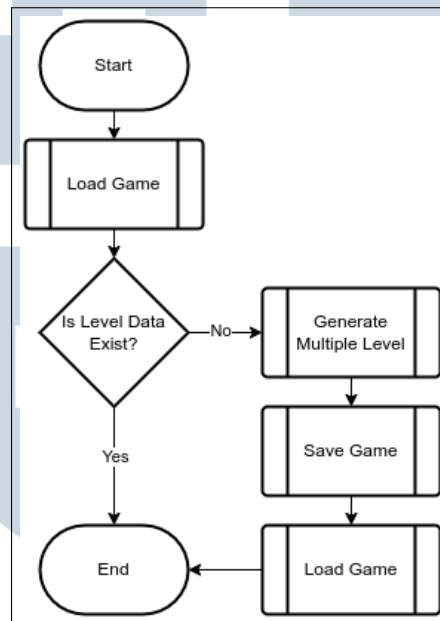 Start
Load Game
Is Level Data
Exist?
No
Generate
Multiple Level
Yes
Save Game
End
Load Game